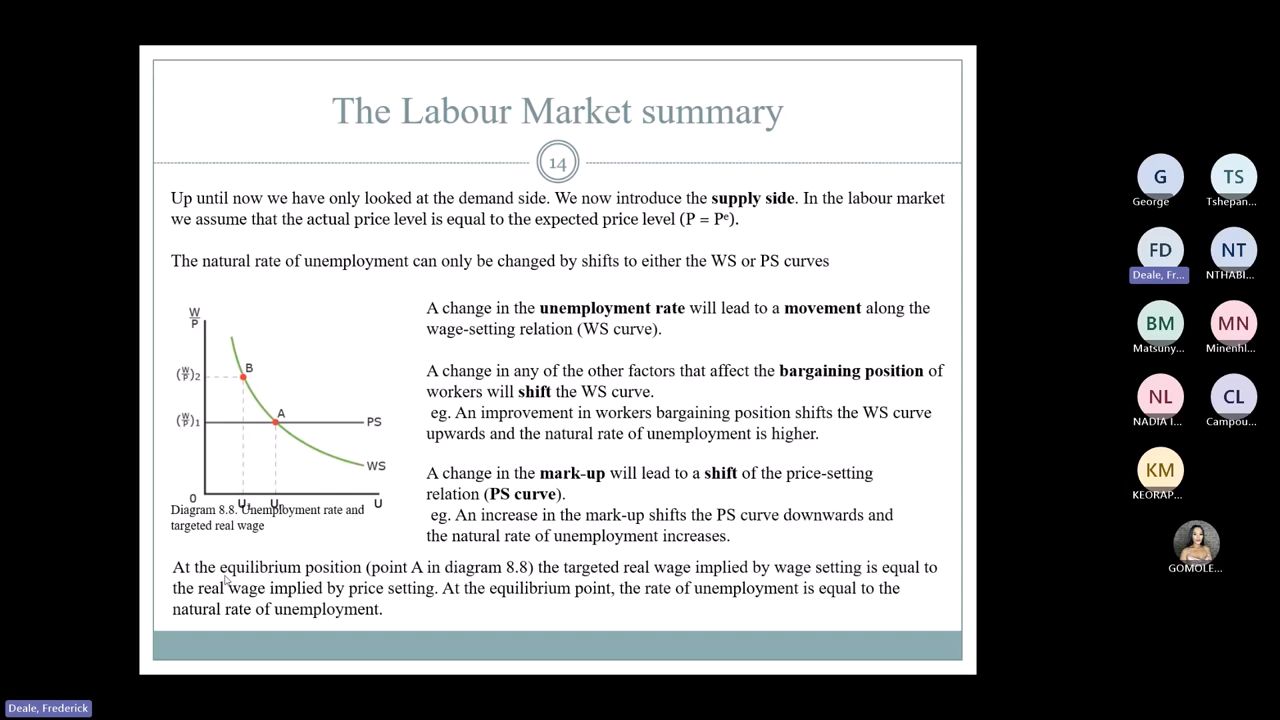 The Labour Market summary
14
Up until now we have only looked at the demand side. We now introduce the supply side. In the labour market
we assume that the actual price level is equal to the expected price level (P = Pᵉ).
The natural rate of unemployment can only be changed by shifts to either the WS or PS curves
W
P
(W/P)2
B
(W/P)1
A
PS
WS
0
U
Diagram 8.8. Unemployment rate and
targeted real wage
A change in the unemployment rate will lead to a movement along the
wage-setting relation (WS curve).
A change in any of the other factors that affect the bargaining position of
workers will shift the WS curve.
eg. An improvement in workers bargaining position shifts the WS curve
upwards and the natural rate of unemployment is higher.
A change in the mark-up will lead to a shift of the price-setting
relation (PS curve).
eg. An increase in the mark-up shifts the PS curve downwards and
the natural rate of unemployment increases.
At the equilibrium position (point A in diagram 8.8) the targeted real wage implied by wage setting is equal to
the real wage implied by price setting. At the equilibrium point, the rate of unemployment is equal to the
natural rate of unemployment.
G
George
TS
Tshepan...
FD
Deale, Fr...
NT
NTHABI...
BM
Matsuny...
MN
Minenhl...
NL
NADIA I...
CL
Campou...
KM
KEORAP...
GOMOLE...
Deale, Frederick